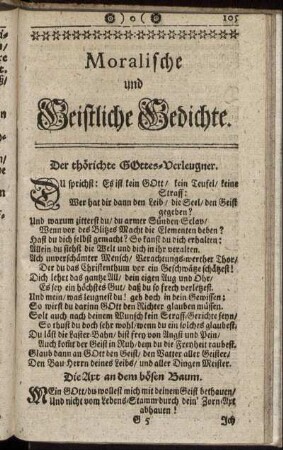 105
Moralische
und
Geistliche Gedichte.
Der thörichte GOttes-Verleugner.
DU sprichst: Es ist kein GOtt/ kein Teufel/ keine
Straff:
Wer hat dir dann den Leib/ die Seel/ den Geist
gegeben?
Und warum zitterst du/ du armer Sünden-Sclav/
Wenn vor des Blitzes Macht die Elementen beben?
Hast du dich selbst gemacht? So kanst du dich erhalten:
Allein du siehst die Welt und dich in ihr veralten.
Ach unverschämter Mensch/ Verachtungs-werther Thor/
Der du das Christenthum vor ein Geschwätze schätzest!
Dich lehrt das gantze All/ dein eigen Aug und Ohr/
Es sey ein höchstes Gut/ daß du so frech verletzest.
Und mein/ was leugnest du! geh doch in dein Gewissen:
So wirst du darinn GOtt den Richter glauben müssen.
Solt auch nach deinem Wunsch kein Straff-Gerichte seyn/
So thust du doch sehr wohl/ wenn du ein solches glaubest.
Du läst die Laster-Bahn/ bist frey von Angst und Pein/
Auch kostet der Geist in Ruh/ dem du die Freyheit raubest.
Glaub dann an GOtt den Geist/ den Vatter aller Geister/
Den Bau-Herrn deines Leibs/ und aller Dingen Meister.
Die Axt an dem bösen Baum.
MEin GOtt/ du wollest mich mit deinem Geist bethauen/
Und nicht vom Lebens-Stamm durch dein' Zorn-Axt
abhauen!
G 5
Ich